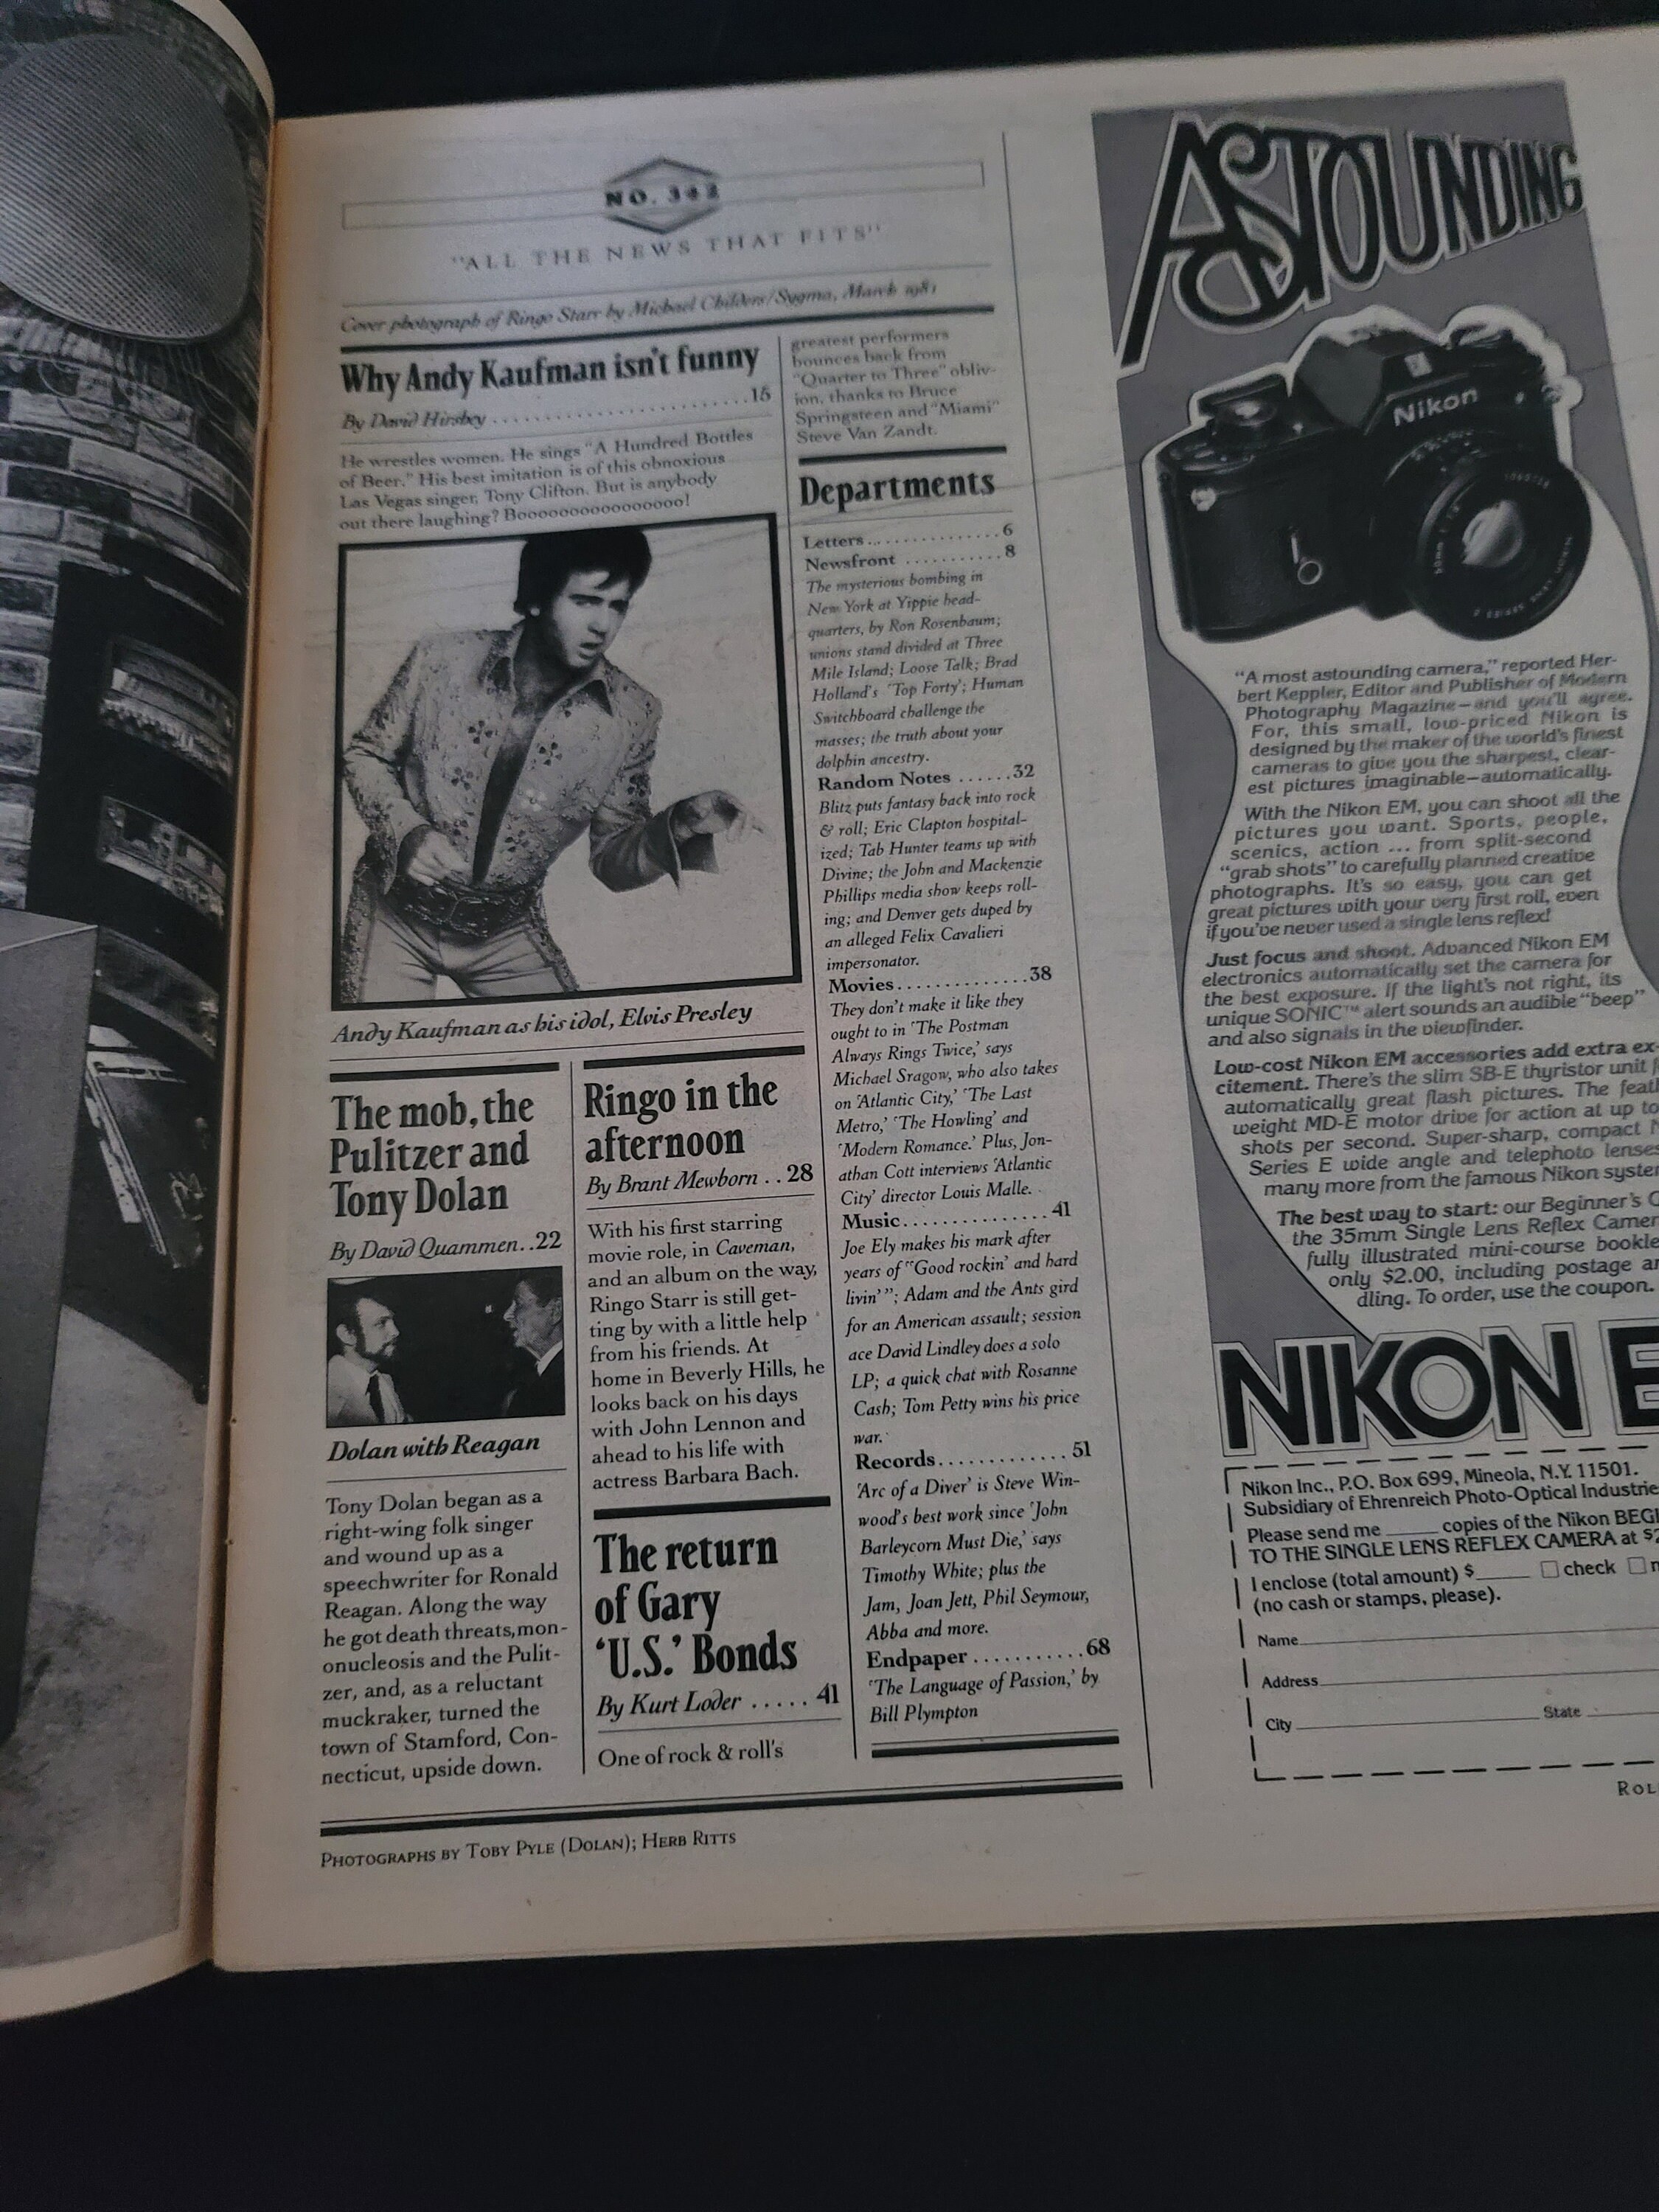 NO. 342
"ALL THE NEWS THAT FITS"
Cover photograph of Ringo Starr by Michael Childers/Sygma, March 1981
Why Andy Kaufman isn't funny
By David Hirshey . . . . . . . . . . . . . . . . . . . . . . . . 15
He wrestles women. He sings "A Hundred Bottles
of Beer." His best imitation is of this obnoxious
Las Vegas singer, Tony Clifton. But is anybody
out there laughing? Booooooooooooooooo!
Andy Kaufman as his idol, Elvis Presley
The mob, the
Pulitzer and
Tony Dolan
By David Quammen. . 22
Dolan with Reagan
Tony Dolan began as a
right-wing folk singer
and wound up as a
speechwriter for Ronald
Reagan. Along the way
he got death threats, mon-
onucleosis and the Pulit-
zer, and, as a reluctant
muckraker, turned the
town of Stamford, Con-
necticut, upside down.
Ringo in the
afternoon
By Brant Mewborn . . 28
With his first starring
movie role, in Caveman,
and an album on the way,
Ringo Starr is still get-
ting by with a little help
from his friends. At
home in Beverly Hills, he
looks back on his days
with John Lennon and
ahead to his life with
actress Barbara Bach.
The return
of Gary
'U.S.' Bonds
By Kurt Loder . . . . . 41
One of rock & roll's
greatest performers
bounces back from
"Quarter to Three" obliv-
ion, thanks to Bruce
Springsteen and "Miami"
Steve Van Zandt.
Departments
Letters . . . . . . . . . . . . . . . 6
Newsfront . . . . . . . . . . 8
The mysterious bombing in
New York at Yippie head-
quarters, by Ron Rosenbaum;
unions stand divided at Three
Mile Island; Loose Talk; Brad
Holland's 'Top Forty'; Human
Switchboard challenge the
masses; the truth about your
dolphin ancestry.
Random Notes . . . . . . 32
Blitz puts fantasy back into rock
& roll; Eric Clapton hospital-
ized; Tab Hunter teams up with
Divine; the John and Mackenzie
Phillips media show keeps roll-
ing; and Denver gets duped by
an alleged Felix Cavalieri
impersonator.
Movies . . . . . . . . . . . . . 38
They don't make it like they
ought to in 'The Postman
Always Rings Twice,' says
Michael Sragow, who also takes
on 'Atlantic City,' 'The Last
Metro,' 'The Howling' and
'Modern Romance.' Plus, Jon-
athan Cott interviews 'Atlantic
City' director Louis Malle.
Music . . . . . . . . . . . . . . . 41
Joe Ely makes his mark after
years of "Good rockin' and hard
livin' "; Adam and the Ants gird
for an American assault; session
ace David Lindley does a solo
LP; a quick chat with Rosanne
Cash; Tom Petty wins his price
war.
Records . . . . . . . . . . . . 51
'Arc of a Diver' is Steve Win-
wood's best work since 'John
Barleycorn Must Die,' says
Timothy White; plus the
Jam, Joan Jett, Phil Seymour,
Abba and more.
Endpaper . . . . . . . . . . . 68
'The Language of Passion,' by
Bill Plympton
PHOTOGRAPHS BY TOBY PYLE (DOLAN); HERB RITTS
ASTOUNDING
Nikon
"A most astounding camera," reported Her-
bert Keppler, Editor and Publisher of Modern
Photography Magazine—and you'll agree.
For, this small, low-priced Nikon is
designed by the maker of the world's finest
cameras to give you the sharpest, clear-
est pictures imaginable—automatically.
With the Nikon EM, you can shoot all the
pictures you want. Sports, people,
scenics, action ... from split-second
"grab shots" to carefully planned creative
photographs. It's so easy, you can get
great pictures with your very first roll, even
if you've never used a single lens reflex!
Just focus and shoot. Advanced Nikon EM
electronics automatically set the camera for
the best exposure. If the light's not right, its
unique SONIC™ alert sounds an audible "beep"
and also signals in the viewfinder.
Low-cost Nikon EM accessories add extra ex-
citement. There's the slim SB-E thyristor unit
automatically great flash pictures. The
weight MD-E motor drive for action at up to
shots per second. Super-sharp, compact
Series E wide angle and telephoto lenses
many more from the famous Nikon system
The best way to start: our Beginner's
the 35mm Single Lens Reflex
fully illustrated mini-course
only $2.00, including postage
dling. To order, use the coupon.
NIKON E
Nikon Inc., P.O. Box 699, Mineola, N.Y. 11501.
Subsidiary of Ehrenreich Photo-Optical
Please send me _____ copies of the Nikon
TO THE SINGLE LENS REFLEX CAMERA at
I enclose (total amount) $_____ ☐ check ☐
(no cash or stamps, please).
Name
Address
City State